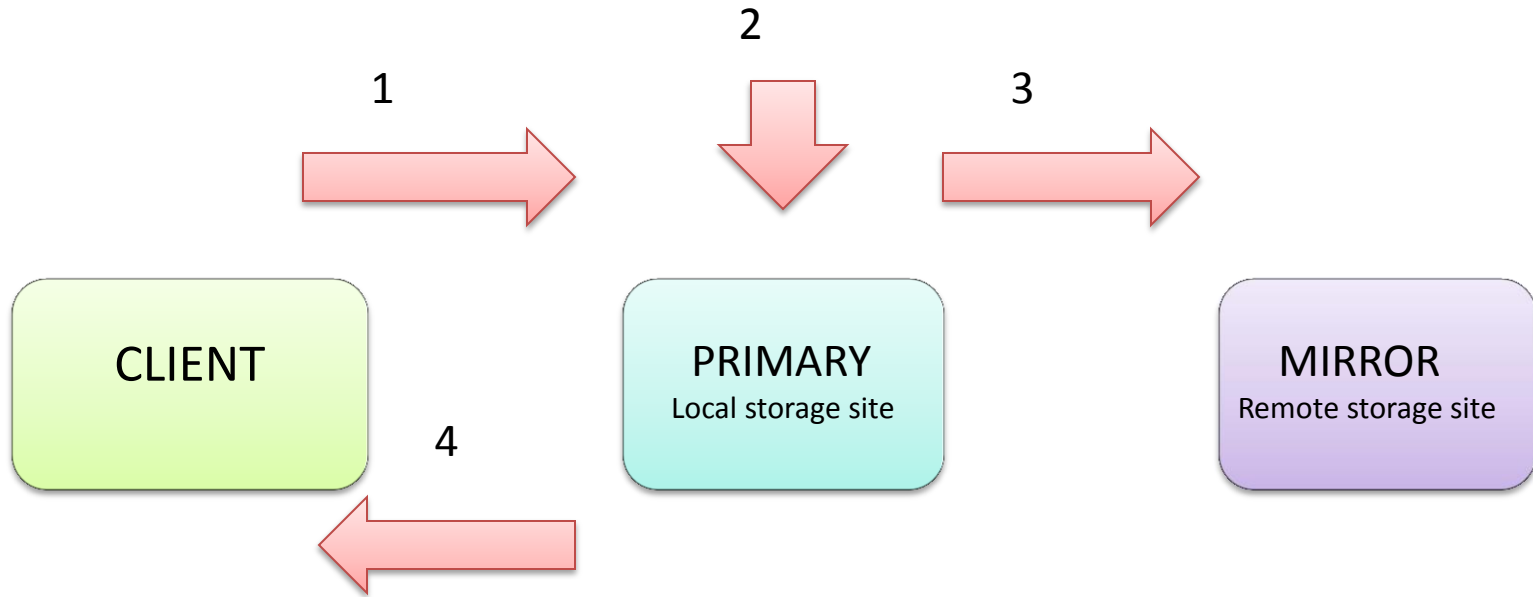 2
1
3
CLIENT
PRIMARY
Local storage site
MIRROR
Remote storage site
4